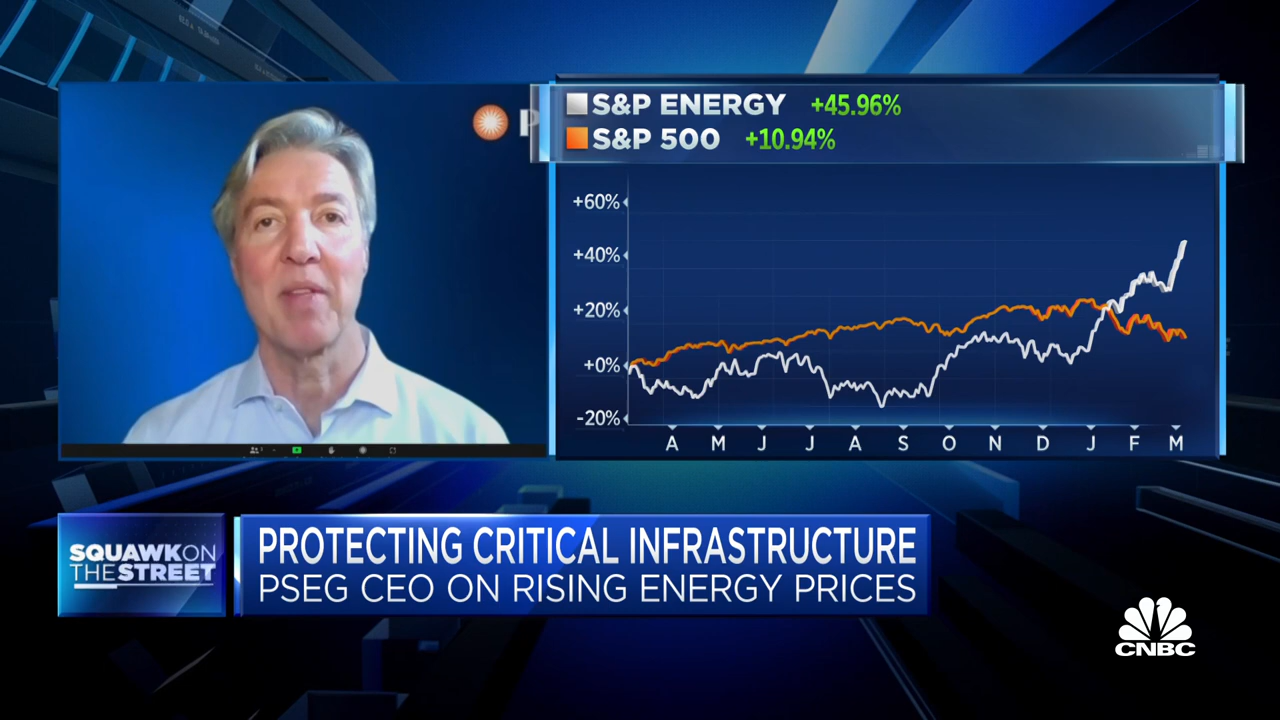 P
S&P ENERGY +45.96%
S&P 500 +10.94%
+60%
+40%
+20%
+0%
-20%
A M J J A S O N D J F M
SQUAWK ON
THE STREET
PROTECTING CRITICAL INFRASTRUCTURE
PSEG CEO ON RISING ENERGY PRICES
CNBC